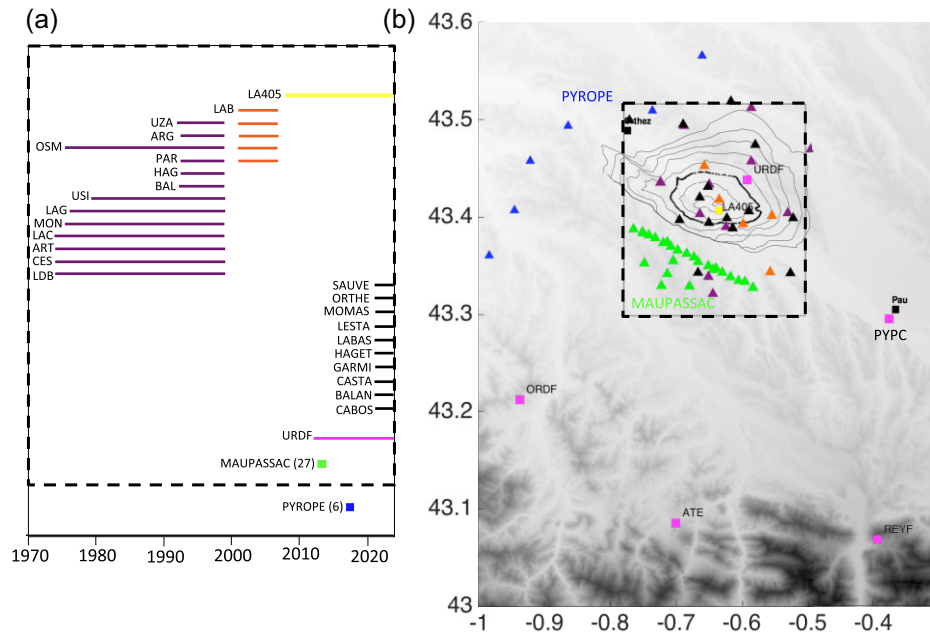 (a)
LA405
LAB
UZA
ARG
OSM
PAR
HAG
BAL
USI
LAG
MON
LAC
ART
CES
LDB
SAUVE
ORTHE
MOMAS
LESTA
LABAS
HAGET
GARMI
CASTA
BALAN
CABOS
URDF
MAUPASSAC (27)
PYROPE (6)
1970 1980 1990 2000 2010 2020
(b)
43.6
43.5
43.4
43.3
43.2
43.1
43
PYROPE
thez
URDF
LA405
MAUPASSAC
Pau
PYPC
ORDF
ATE
REYF
-1 -0.9 -0.8 -0.7 -0.6 -0.5 -0.4